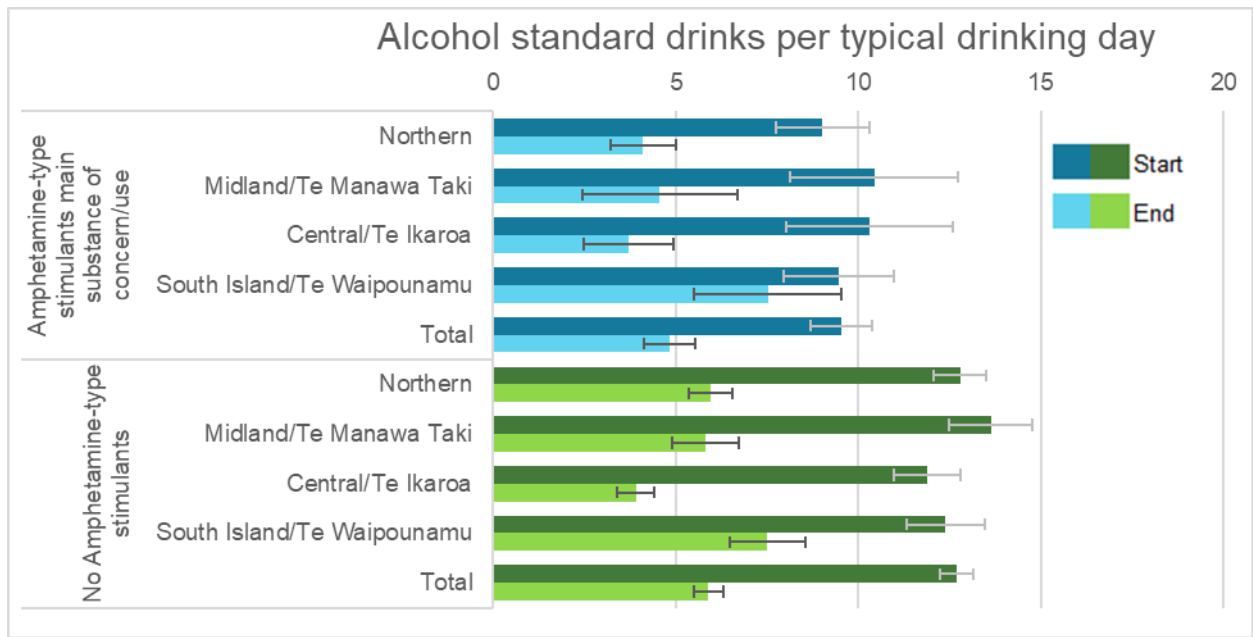 Alcohol standard drinks per typical drinking day
0 5 10 15 20
Amphetamine-type
stimulants main
substance of
concern/use
Northern
Midland/Te Manawa Taki
Central/Te Ikaroa
South Island/Te Waipounamu
Total
No Amphetamine-type
stimulants
Northern
Midland/Te Manawa Taki
Central/Te Ikaroa
South Island/Te Waipounamu
Total
Start
End